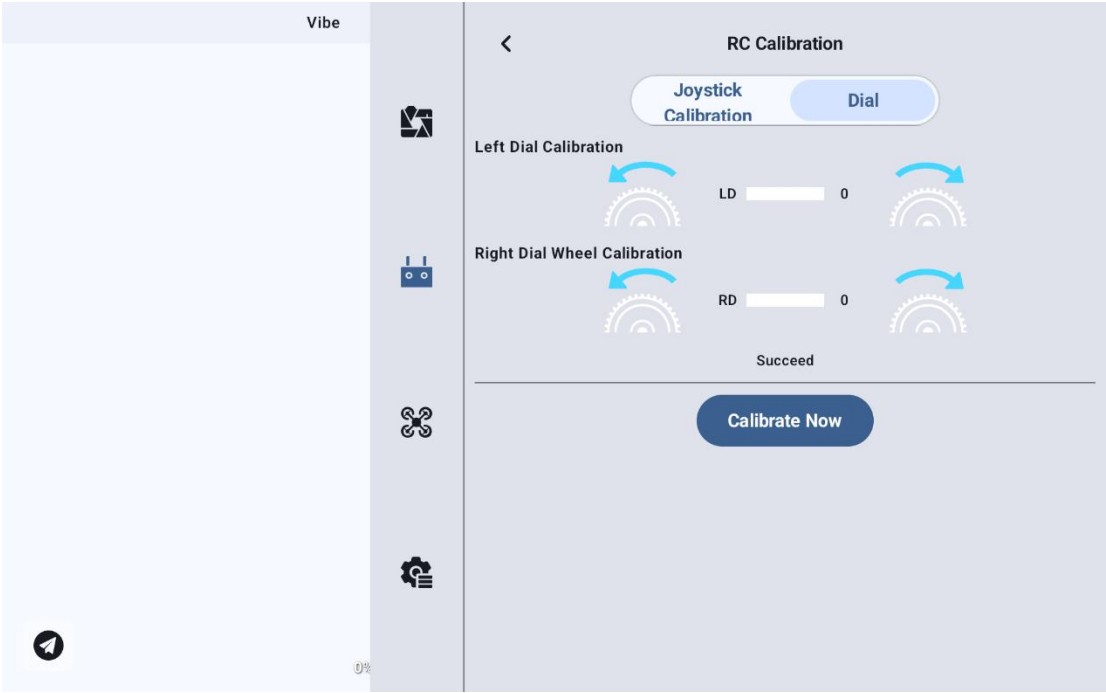 Vibe
RC Calibration
Joystick
Calibration
Dial
Left Dial Calibration
LD 0
Right Dial Wheel Calibration
RD 0
Succeed
Calibrate Now
0%